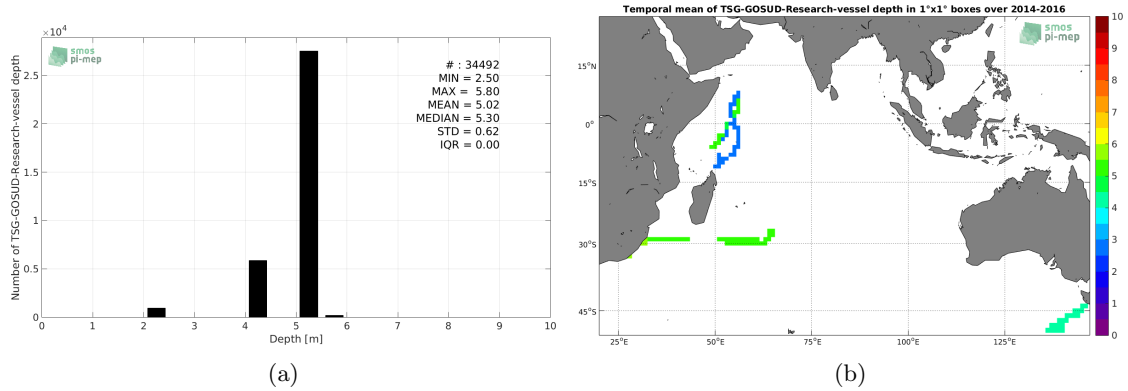 ×10⁴
smos
pi-mep
# : 34492
MIN = 2.50
MAX = 5.80
MEAN = 5.02
MEDIAN = 5.30
STD = 0.62
IQR = 0.00
Number of TSG-GOSUD-Research-vessel depth
2.5
2
1.5
1
0.5
0
0 1 2 3 4 5 6 7 8 9 10
Depth [m]
(a)
Temporal mean of TSG-GOSUD-Research-vessel depth in 1°x1° boxes over 2014-2016
smos
pi-mep
15°N
0°
15°S
30°S
45°S
25°E 50°E 75°E 100°E 125°E
10
9
8
7
6
5
4
3
2
1
0
(b)